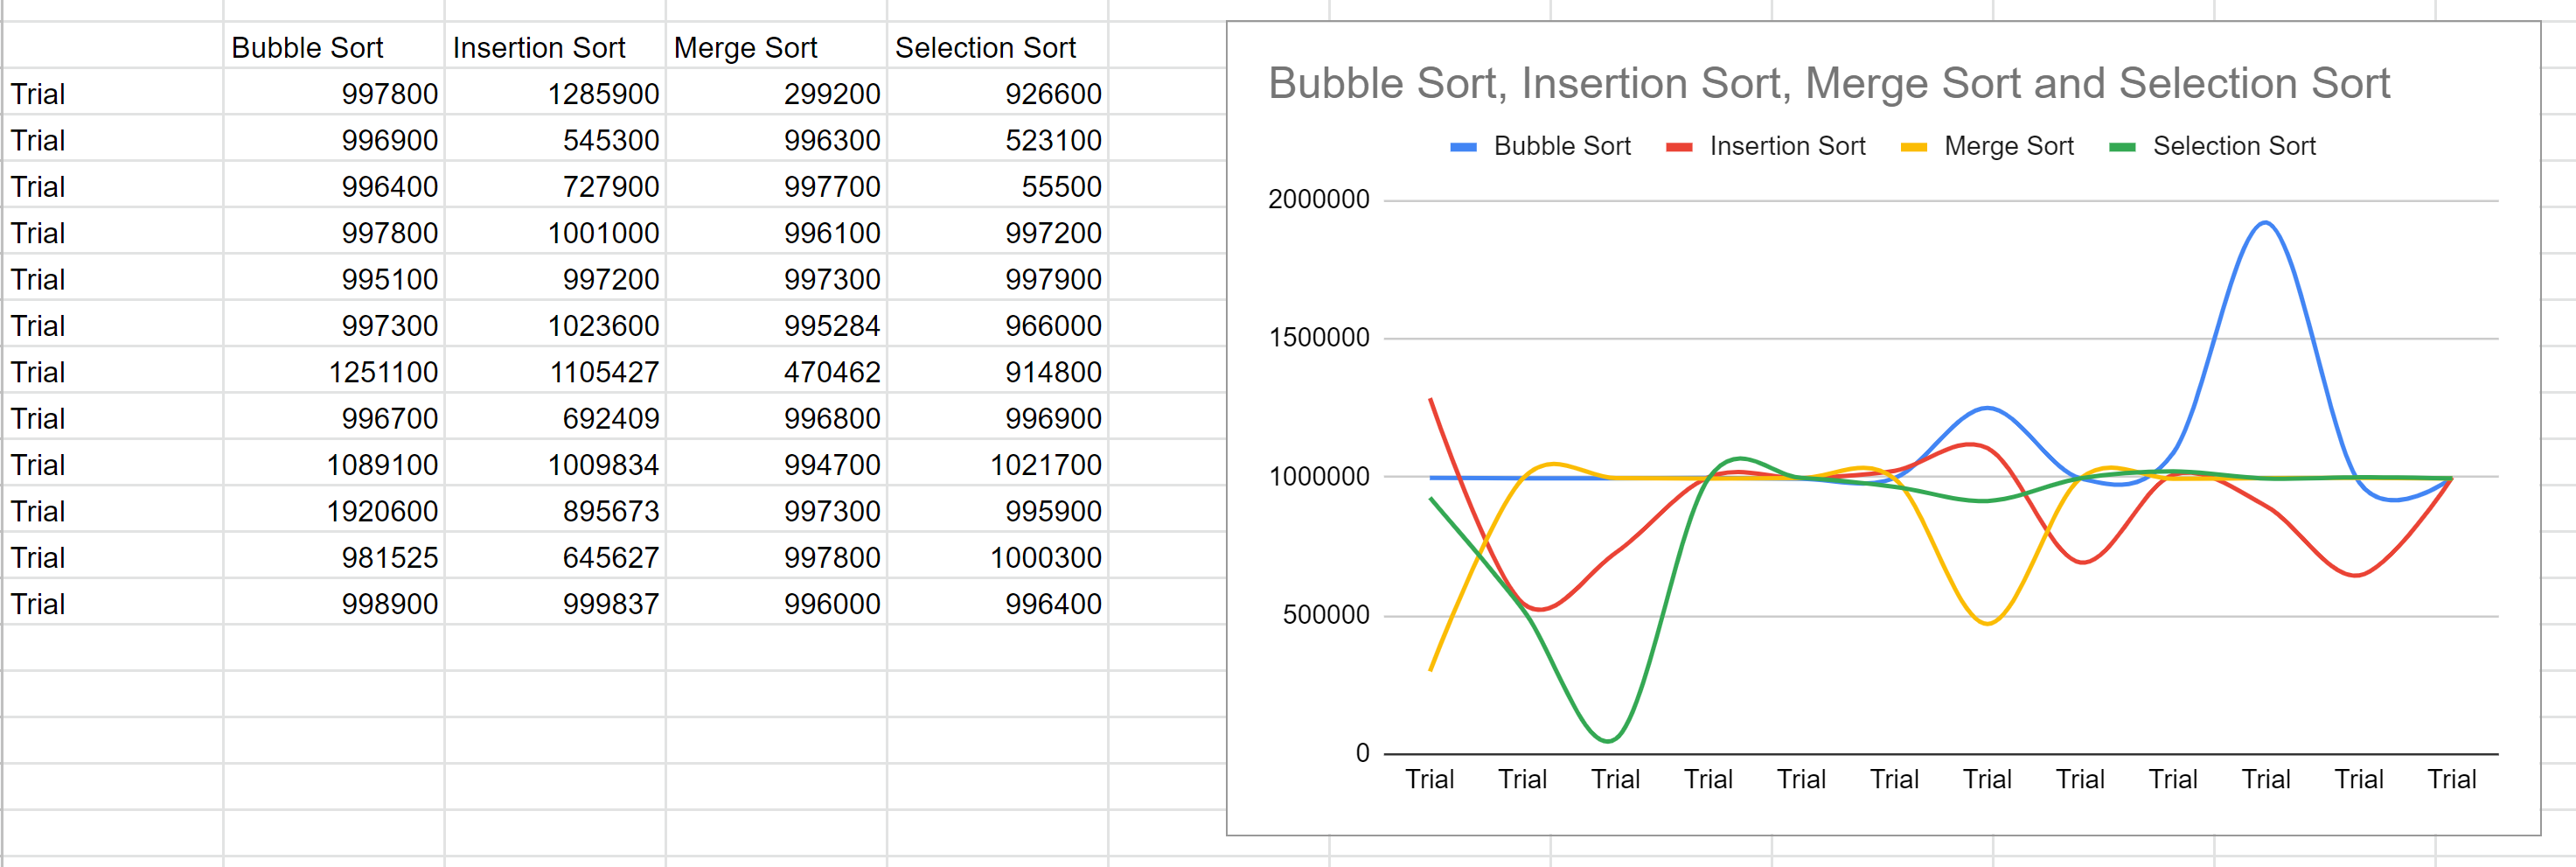 Bubble Sort Insertion Sort Merge Sort Selection Sort
Trial 997800 1285900 299200 926600
Trial 996900 545300 996300 523100
Trial 996400 727900 997700 55500
Trial 997800 1001000 996100 997200
Trial 995100 997200 997300 997900
Trial 997300 1023600 995284 966000
Trial 1251100 1105427 470462 914800
Trial 996700 692409 996800 996900
Trial 1089100 1009834 994700 1021700
Trial 1920600 895673 997300 995900
Trial 981525 645627 997800 1000300
Trial 998900 999837 996000 996400
Bubble Sort, Insertion Sort, Merge Sort and Selection Sort
Bubble Sort Insertion Sort Merge Sort Selection Sort
2000000
1500000
1000000
500000
0
Trial Trial Trial Trial Trial Trial Trial Trial Trial Trial Trial Trial